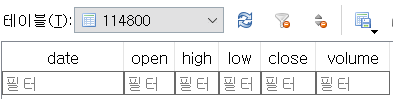 테이블(T): 114800
date open high low close volume
필터 필터 필터 필터 필터 필터